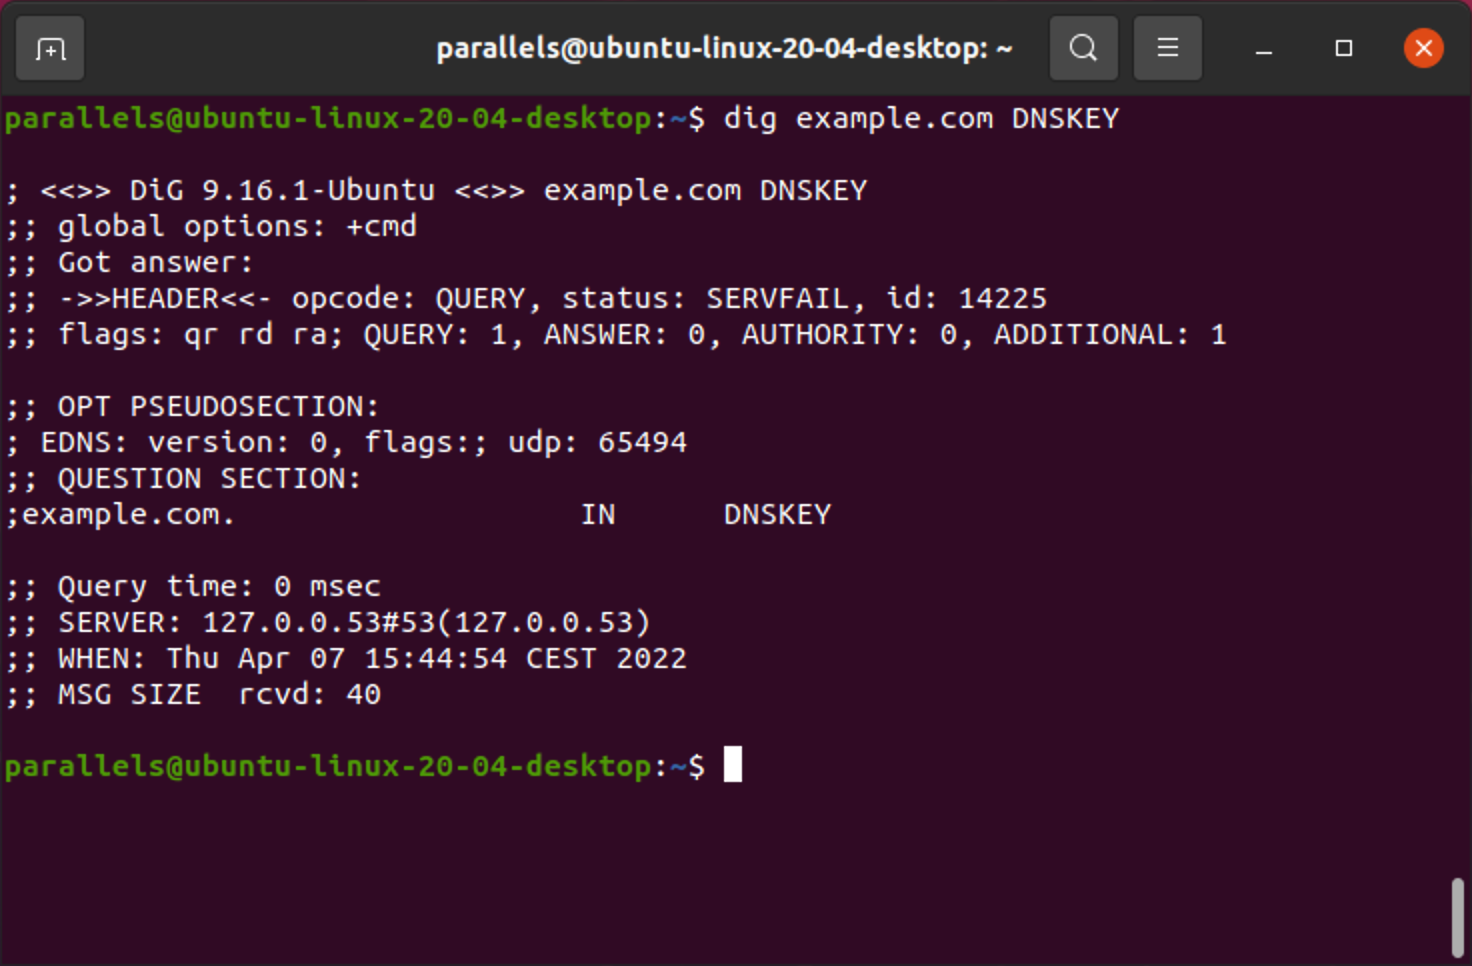 parallels@ubuntu-linux-20-04-desktop: ~
parallels@ubuntu-linux-20-04-desktop:~$ dig example.com DNSKEY
; <<>> DiG 9.16.1-Ubuntu <<>> example.com DNSKEY
;; global options: +cmd
;; Got answer:
;; ->>HEADER<<- opcode: QUERY, status: SERVFAIL, id: 14225
;; flags: qr rd ra; QUERY: 1, ANSWER: 0, AUTHORITY: 0, ADDITIONAL: 1
;; OPT PSEUDOSECTION:
; EDNS: version: 0, flags:; udp: 65494
;; QUESTION SECTION:
;example.com. IN DNSKEY
;; Query time: 0 msec
;; SERVER: 127.0.0.53#53(127.0.0.53)
;; WHEN: Thu Apr 07 15:44:54 CEST 2022
;; MSG SIZE  rcvd: 40
parallels@ubuntu-linux-20-04-desktop:~$